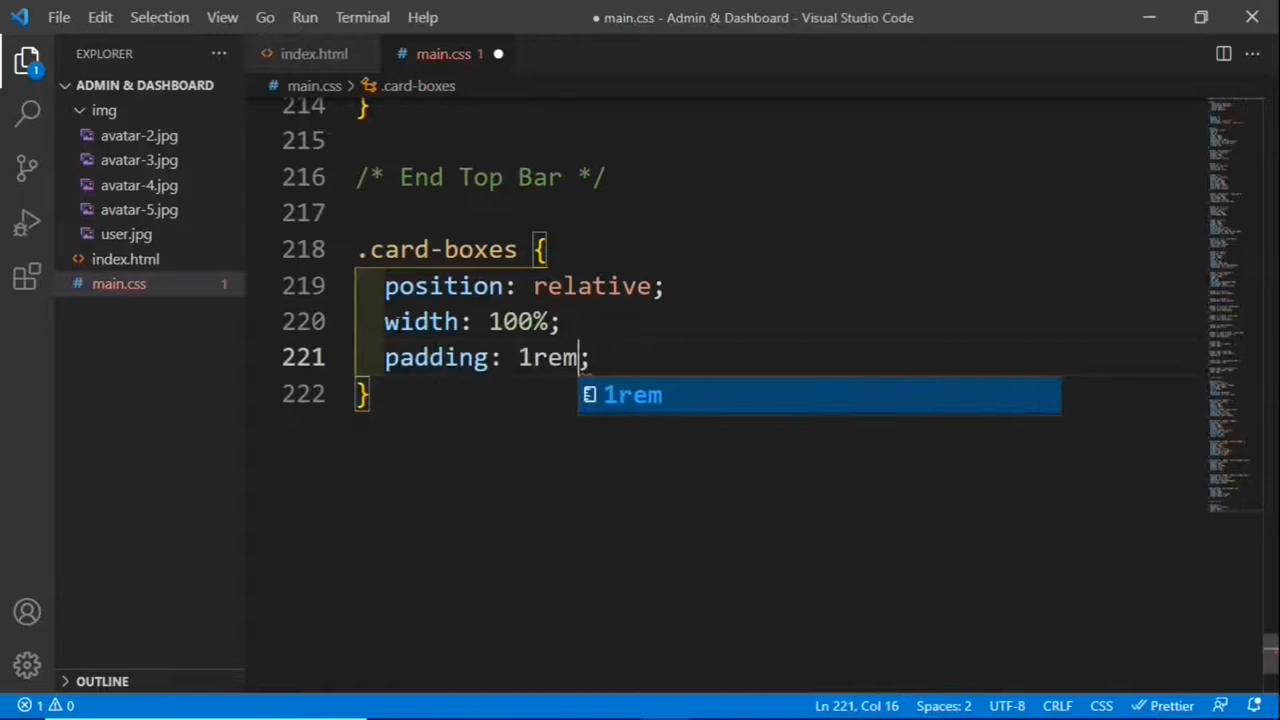 File Edit Selection View Go Run Terminal Help ● main.css - Admin & Dashboard - Visual Studio Code
EXPLORER ··· <> index.html # main.css 1 ●
ADMIN & DASHBOARD # main.css > .card-boxes
1
img
avatar-2.jpg
avatar-3.jpg
avatar-4.jpg
avatar-5.jpg
user.jpg
<> index.html
# main.css 1
214 }
215
216 /* End Top Bar */
217
218 .card-boxes {
219 position: relative;
220 width: 100%;
221 padding: 1rem;
222 }
1rem
OUTLINE
1 0 Ln 221, Col 16 Spaces: 2 UTF-8 CRLF CSS Prettier